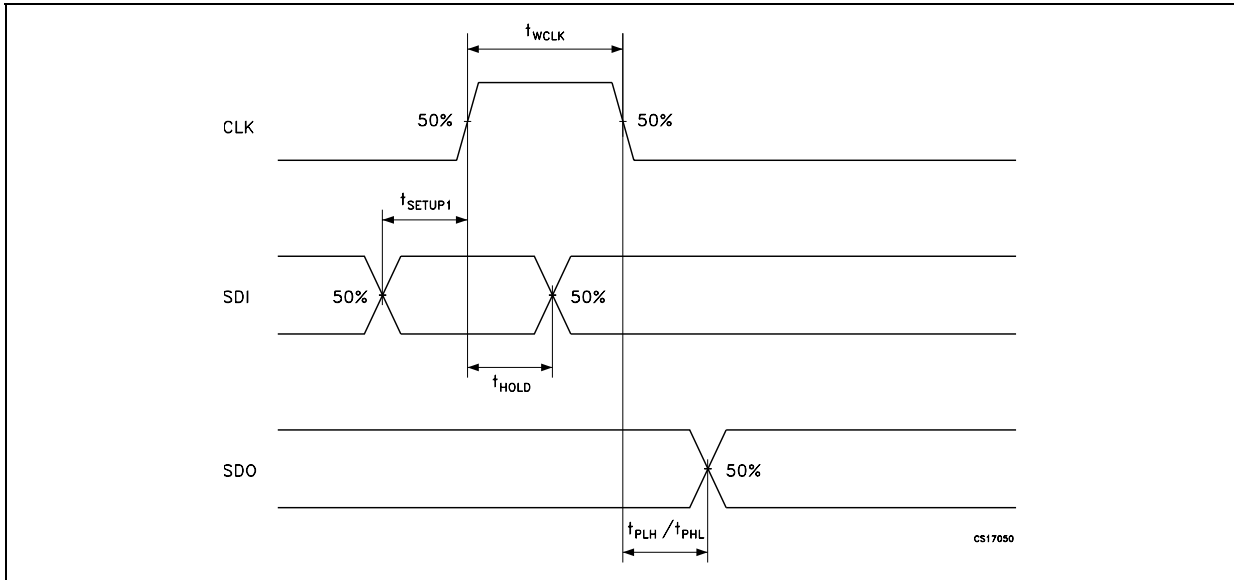 tWCLK
CLK
50%
50%
tSETUP1
SDI
50%
50%
tHOLD
SDO
50%
tPLH /tPHL
CS17050